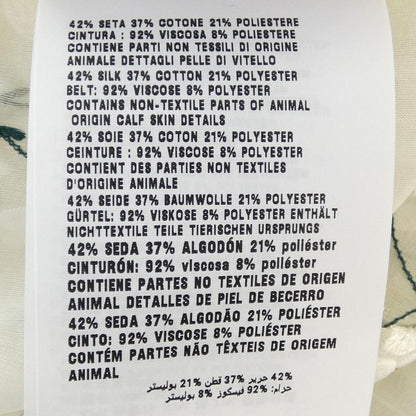 42% SETA 37% COTONE 21% POLIESTERE
CINTURA : 92% VISCOSA 8% POLIESTERE
CONTIENE PARTI NON TESSILI DI ORIGINE
ANIMALE DETTAGLI PELLE DI VITELLO
42% SILK 37% COTTON 21% POLYESTER
BELT: 92% VISCOSE 8% POLYESTER
CONTAINS NON-TEXTILE PARTS OF ANIMAL
ORIGIN CALF SKIN DETAILS
42% SOIE 37% COTON 21% POLYESTER
CEINTURE : 92% VISCOSE 8% POLYESTER
CONTIENT DES PARTIES NON TEXTILES
D'ORIGINE ANIMALE
42% SEIDE 37% BAUMWOLLE 21% POLYESTER
GÜRTEL: 92% VISKOSE 8% POLYESTER ENTHÄLT
NICHTTEXTILE TEILE TIERISCHEN URSPRUNGS
42% SEDA 37% ALGODÓN 21% poliéster
CINTURÓN: 92% viscosa 8% poliéster
CONTIENE PARTES NO TEXTILES DE ORIGEN
ANIMAL DETALLES DE PIEL DE BECERRO
42% SEDA 37% ALGODÃO 21% POLIÉSTER
CINTO: 92% VISCOSE 8% POLIÉSTER
CONTÉM PARTES NÃO TÊXTEIS DE ORIGEM
ANIMAL
42% حرير 37% قطن 21% بوليستر
حزام: 92% فيسكوز 8% بوليستر